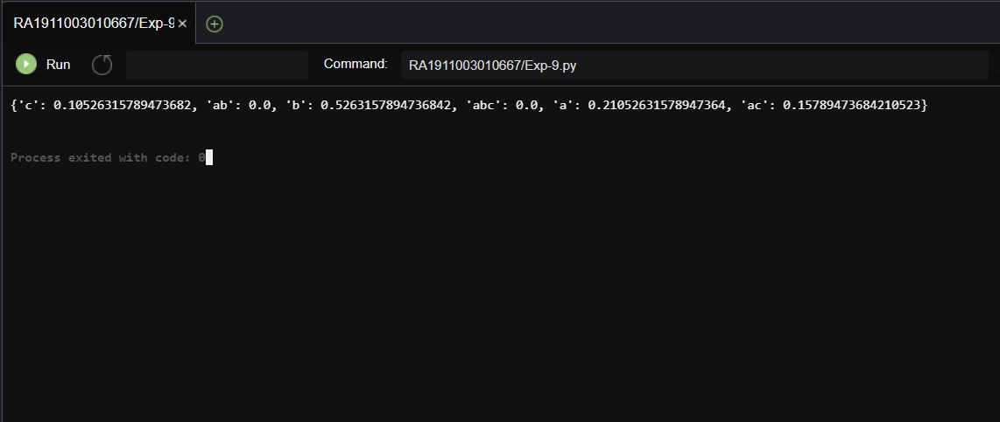 RA1911003010667/Exp-9
Run
Command:
RA1911003010667/Exp-9.py
{'c': 0.10526315789473682, 'ab': 0.0, 'b': 0.5263157894736842, 'abc': 0.0, 'a': 0.21052631578947364, 'ac': 0.15789473684210523}
Process exited with code: 0